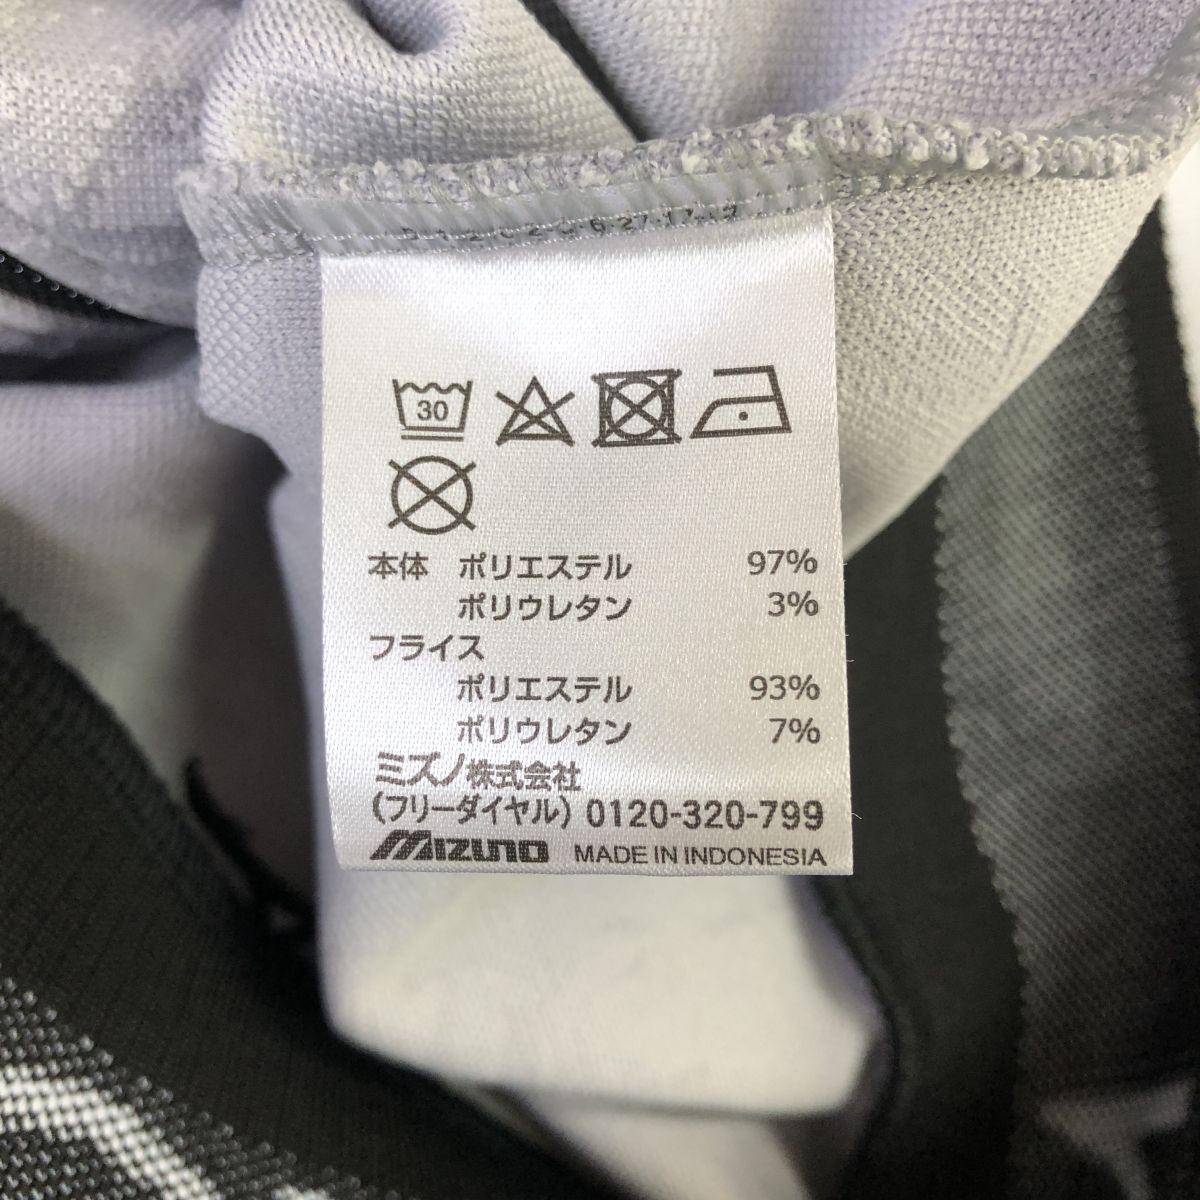 30
本体 ポリエステル 97%
ポリウレタン 3%
フライス
ポリエステル 93%
ポリウレタン 7%
ミズノ株式会社
(フリーダイヤル) 0120-320-799
MIZUNO MADE IN INDONESIA